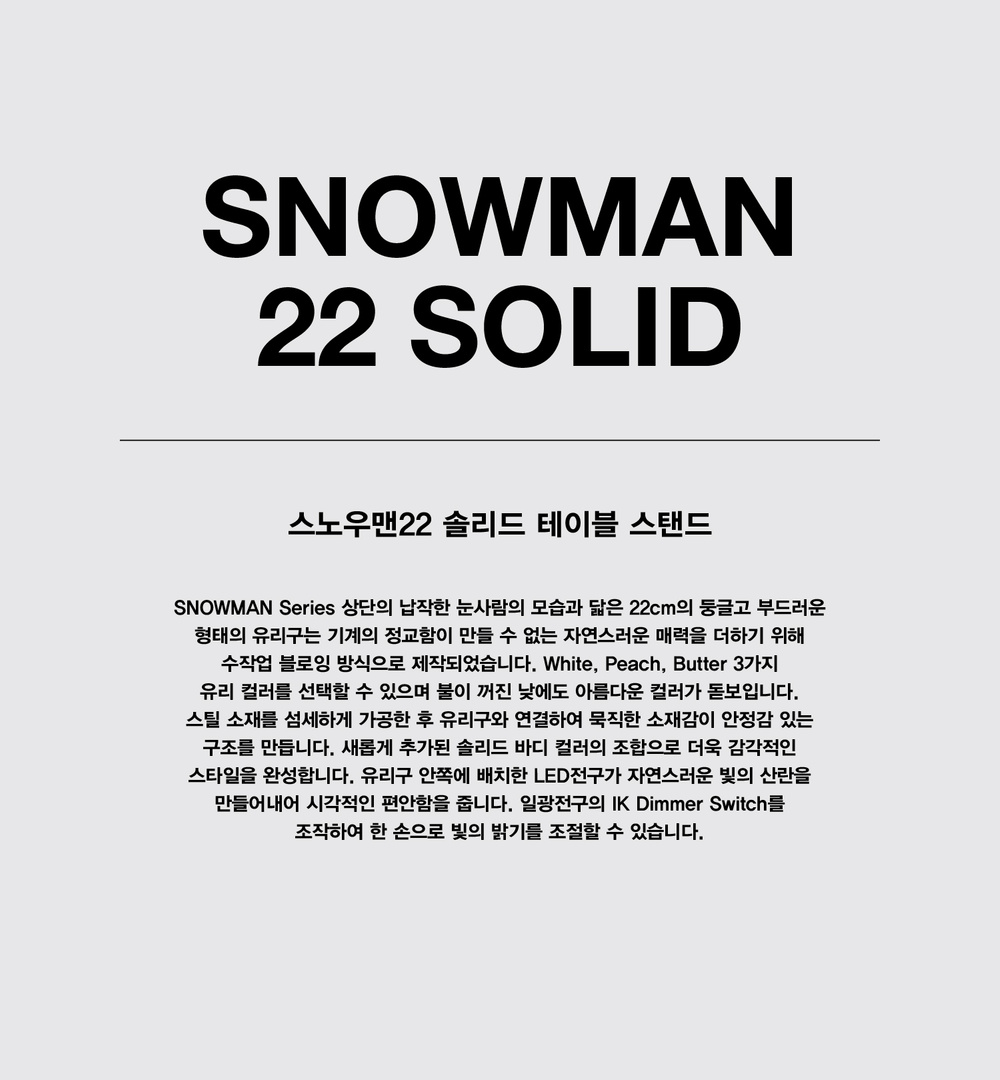 SNOWMAN
22 SOLID
스노우맨22 솔리드 테이블 스탠드
SNOWMAN Series 상단의 납작한 눈사람의 모습과 닮은 22cm의 둥글고 부드러운
형태의 유리구는 기계의 정교함이 만들 수 없는 자연스러운 매력을 더하기 위해
수작업 블로잉 방식으로 제작되었습니다. White, Peach, Butter 3가지
유리 컬러를 선택할 수 있으며 불이 꺼진 낮에도 아름다운 컬러가 돋보입니다.
스틸 소재를 섬세하게 가공한 후 유리구와 연결하여 묵직한 소재감이 안정감 있는
구조를 만듭니다. 새롭게 추가된 솔리드 바디 컬러의 조합으로 더욱 감각적인
스타일을 완성합니다. 유리구 안쪽에 배치한 LED전구가 자연스러운 빛의 산란을
만들어내어 시각적인 편안함을 줍니다. 일광전구의 IK Dimmer Switch를
조작하여 한 손으로 빛의 밝기를 조절할 수 있습니다.